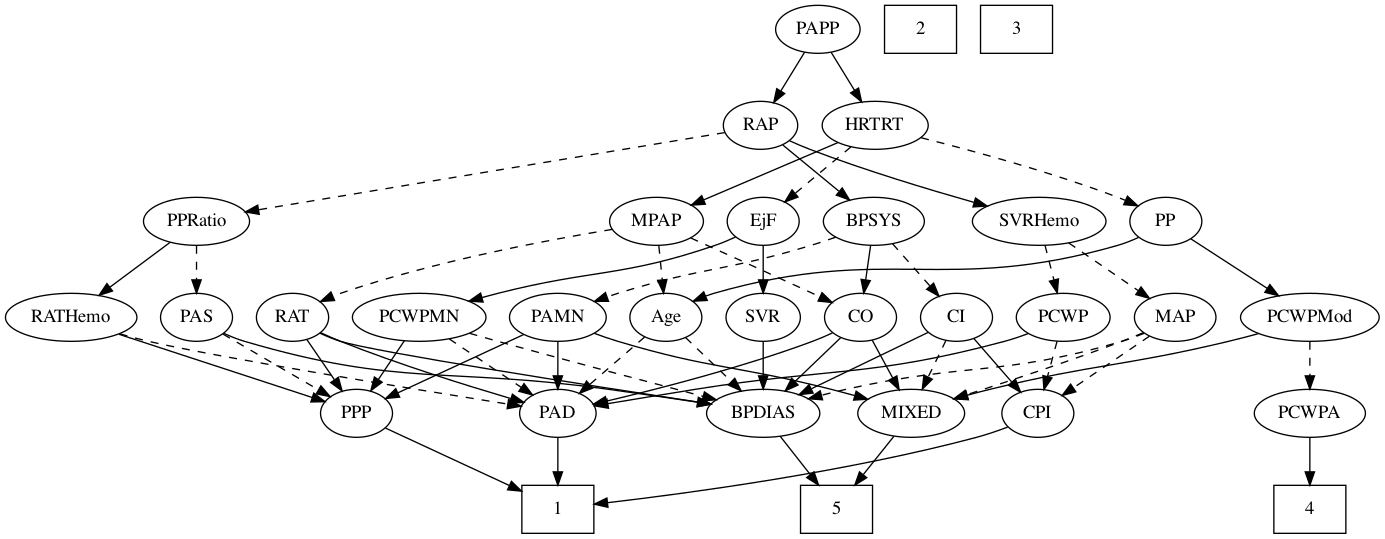 PAPP 2 3
RAP HRTRT
PPRatio MPAP EjF BPSYS SVRHemo PP
RATHemo PAS RAT PCWPMN PAMN Age SVR CO CI PCWP MAP PCWPMod
PPP PAD BPDIAS MIXED CPI PCWPA
1 5 4